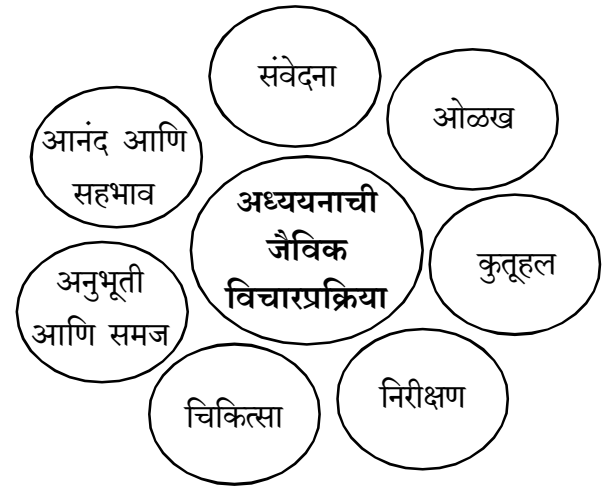 संवेदना
ओळख
आनंद आणि
सहभाव
अध्ययनाची
जैविक
विचारप्रक्रिया
कुतूहल
अनुभूती
आणि समज
निरीक्षण
चिकित्सा